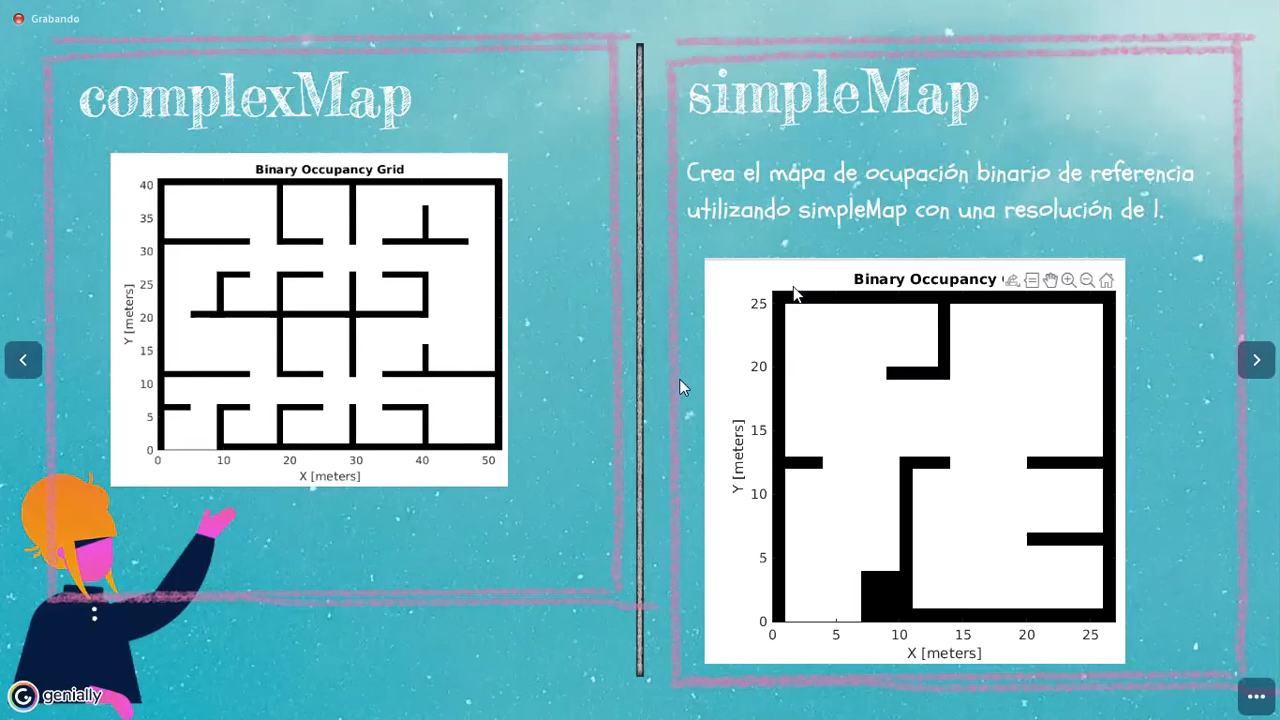 Grabando
complexMap
Binary Occupancy Grid
40
35
30
25
20
15
10
5
0
Y [meters]
0 10 20 30 40 50
X [meters]
simpleMap
Crea el mapa de ocupación binario de referencia
utilizando simpleMap con una resolución de 1.
Binary Occupancy
25
20
15
10
5
0
Y [meters]
0 5 10 15 20 25
X [meters]
genially